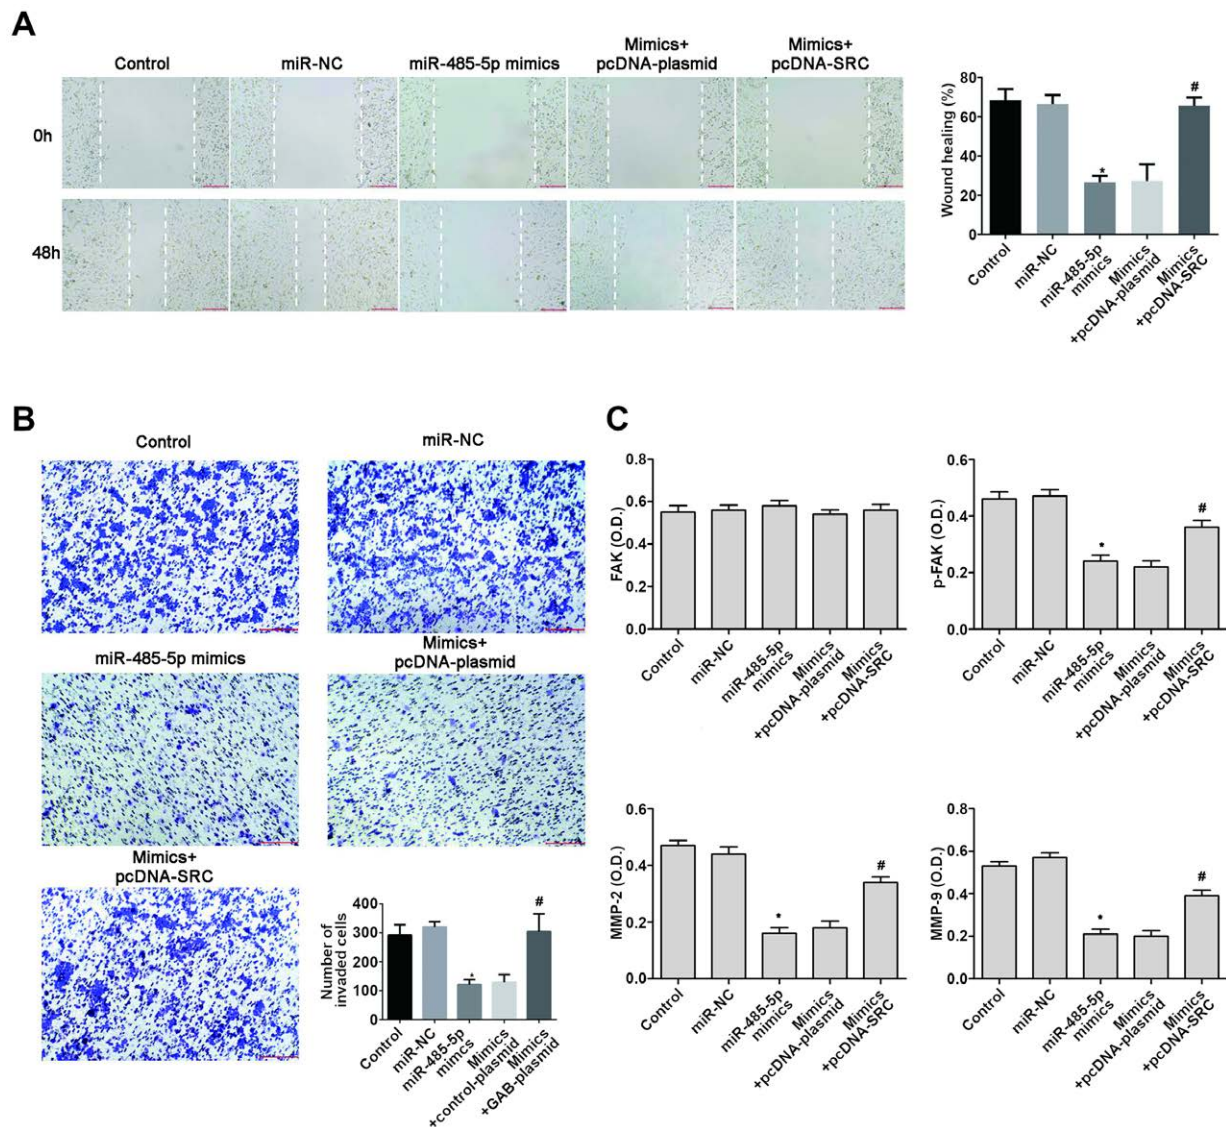 A
Control
miR-NC
miR-485-5p mimics
Mimics+
pcDNA-plasmid
Mimics+
pcDNA-SRC
0h
48h
Wound healing (%)
80
60
40
20
0
*
#
Control
miR-NC
miR-485-5p
mimics
Mimics
+pcDNA-plasmid
Mimics
+pcDNA-SRC
B
Control
miR-NC
miR-485-5p mimics
Mimics+
pcDNA-plasmid
Mimics+
pcDNA-SRC
Number of
invaded cells
400
300
200
100
0
#
Control
miR-NC
miR-485-5p
mimcs
Mimics
+control-plasmid
Mimics
+GAB-plasmid
C
FAK (O.D.)
0.8
0.6
0.4
0.2
0.0
Control
miR-NC
miR-485-5p
mimics
Mimics
+pcDNA-plasmid
Mimics
+pcDNA-SRC
p-FAK (O.D.)
0.6
0.4
0.2
0.0
*
#
Control
miR-NC
miR-485-5p
mimics
Mimics
+pcDNA-plasmid
Mimics
+pcDNA-SRC
MMP-2 (O.D.)
0.6
0.4
0.2
0.0
*
#
Control
miR-NC
miR-485-5p
mimics
Mimics
+pcDNA-plasmid
Mimics
+pcDNA-SRC
MMP-9 (O.D.)
0.8
0.6
0.4
0.2
0.0
*
#
Control
miR-NC
miR-485-5p
mimics
Mimics
+pcDNA-plasmid
Mimics
+pcDNA-SRC